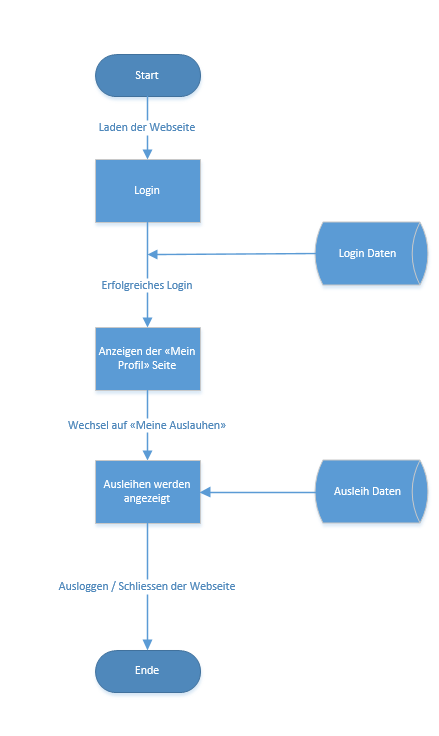 Start
Laden der Webseite
Login
Login Daten
Erfolgreiches Login
Anzeigen der «Mein
Profil» Seite
Wechsel auf «Meine Auslauhen»
Ausleihen werden
angezeigt
Ausleih Daten
Ausloggen / Schliessen der Webseite
Ende